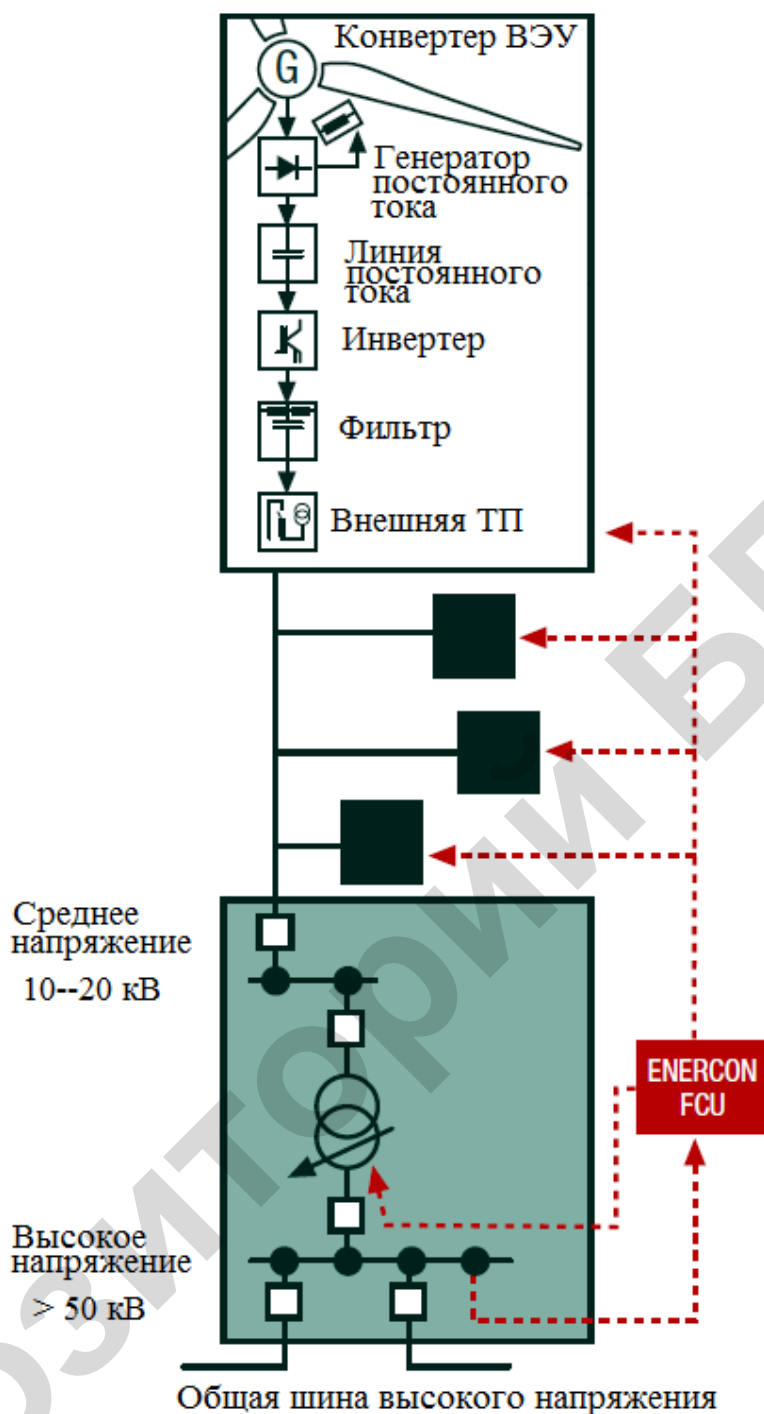 Конвертер ВЭУ
G
Генератор
постоянного
тока
Линия
постоянного
тока
Инвертер
Фильтр
Внешняя ТП
Среднее
напряжение
10--20 кВ
ENERCON
FCU
Высокое
напряжение
> 50 кВ
Общая шина высокого напряжения